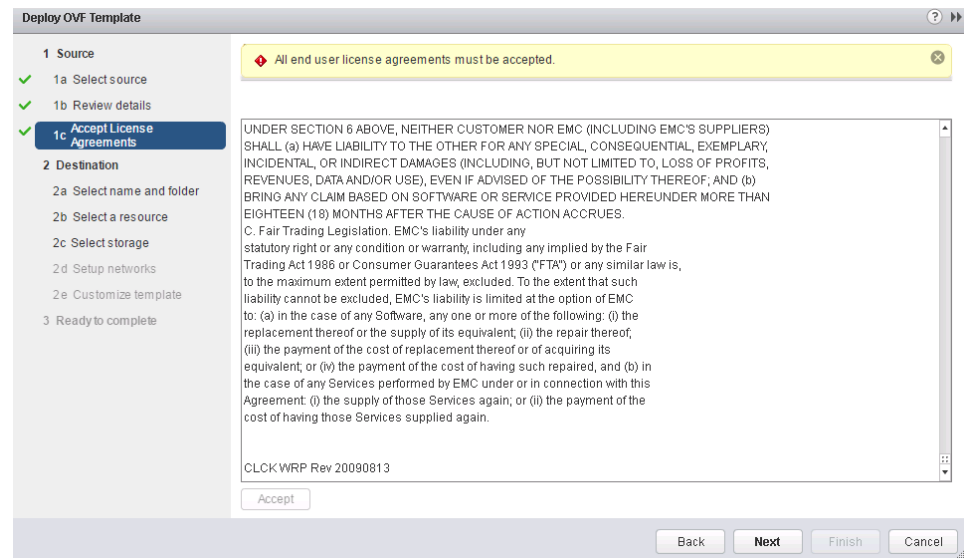 Deploy OVF Template
1 Source
1a Select source
1b Review details
1c Accept License
Agreements
2 Destination
2a Select name and folder
2b Select a resource
2c Select storage
2d Setup networks
2e Customize template
3 Ready to complete
All end user license agreements must be accepted.
UNDER SECTION 6 ABOVE, NEITHER CUSTOMER NOR EMC (INCLUDING EMC'S SUPPLIERS)
SHALL (a) HAVE LIABILITY TO THE OTHER FOR ANY SPECIAL, CONSEQUENTIAL, EXEMPLARY,
INCIDENTAL, OR INDIRECT DAMAGES (INCLUDING, BUT NOT LIMITED TO, LOSS OF PROFITS,
REVENUES, DATA AND/OR USE), EVEN IF ADVISED OF THE POSSIBILITY THEREOF; AND (b)
BRING ANY CLAIM BASED ON SOFTWARE OR SERVICE PROVIDED HEREUNDER MORE THAN
EIGHTEEN (18) MONTHS AFTER THE CAUSE OF ACTION ACCRUES.
C. Fair Trading Legislation. EMC's liability under any
statutory right or any condition or warranty, including any implied by the Fair
Trading Act 1986 or Consumer Guarantees Act 1993 ("FTA") or any similar law is,
to the maximum extent permitted by law, excluded. To the extent that such
liability cannot be excluded, EMC's liability is limited at the option of EMC
to: (a) in the case of any Software, any one or more of the following: (i) the
replacement thereof or the supply of its equivalent; (ii) the repair thereof;
(iii) the payment of the cost of replacement thereof or of acquiring its
equivalent; or (iv) the payment of the cost of having such repaired, and (b) in
the case of any Services performed by EMC under or in connection with this
Agreement: (i) the supply of those Services again; or (ii) the payment of the
cost of having those Services supplied again.
CLCK WRP Rev 20090813
Accept
Back
Next
Finish
Cancel